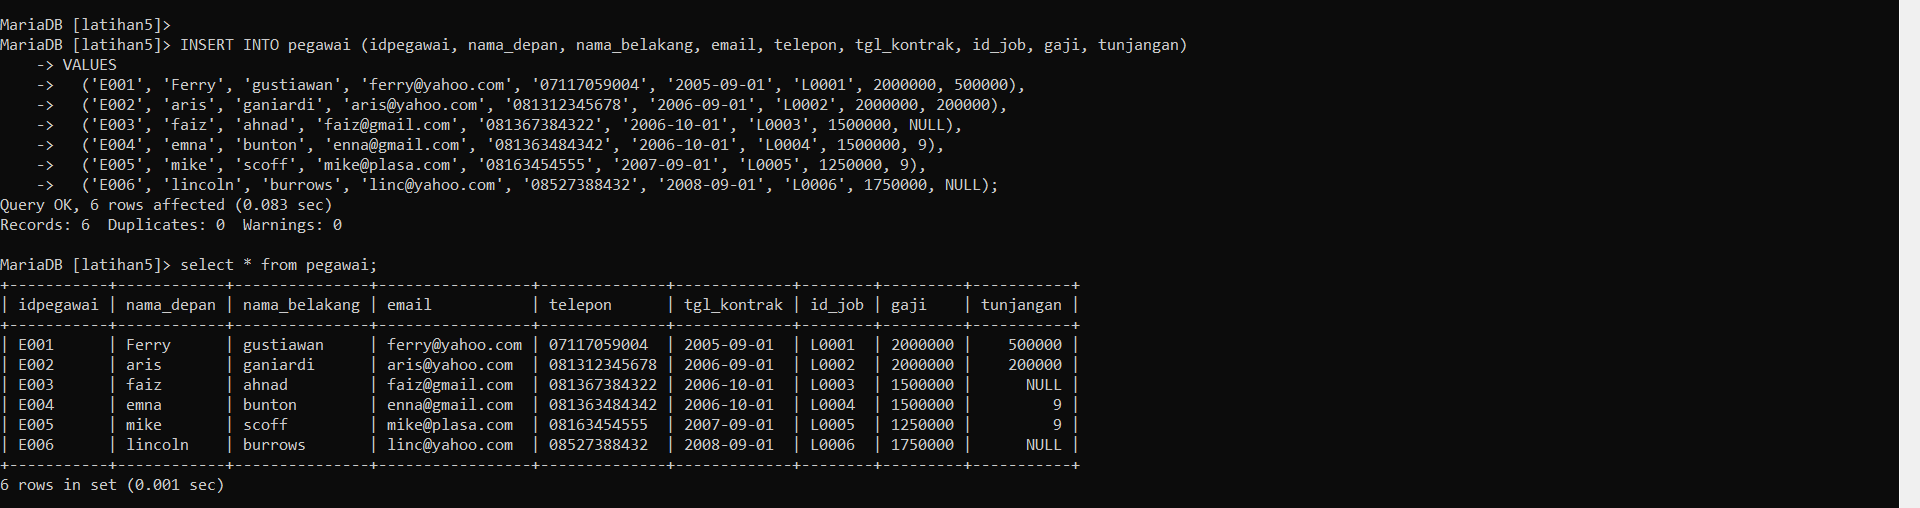 MariaDB [latihan5]>
MariaDB [latihan5]> INSERT INTO pegawai (idpegawai, nama_depan, nama_belakang, email, telepon, tgl_kontrak, id_job, gaji, tunjangan)
    -> VALUES
    ->   ('E001', 'Ferry', 'gustiawan', 'ferry@yahoo.com', '07117059004', '2005-09-01', 'L0001', 2000000, 500000),
    ->   ('E002', 'aris', 'ganiardi', 'aris@yahoo.com', '081312345678', '2006-09-01', 'L0002', 2000000, 200000),
    ->   ('E003', 'faiz', 'ahnad', 'faiz@gmail.com', '081367384322', '2006-10-01', 'L0003', 1500000, NULL),
    ->   ('E004', 'emna', 'bunton', 'enna@gmail.com', '081363484342', '2006-10-01', 'L0004', 1500000, 9),
    ->   ('E005', 'mike', 'scoff', 'mike@plasa.com', '08163454555', '2007-09-01', 'L0005', 1250000, 9),
    ->   ('E006', 'lincoln', 'burrows', 'linc@yahoo.com', '08527388432', '2008-09-01', 'L0006', 1750000, NULL);
Query OK, 6 rows affected (0.083 sec)
Records: 6  Duplicates: 0  Warnings: 0
MariaDB [latihan5]> select * from pegawai;
+-----------+------------+---------------+-----------------+--------------+-------------+--------+---------+-----------+
| idpegawai | nama_depan | nama_belakang | email           | telepon      | tgl_kontrak | id_job | gaji    | tunjangan |
+-----------+------------+---------------+-----------------+--------------+-------------+--------+---------+-----------+
| E001      | Ferry      | gustiawan     | ferry@yahoo.com | 07117059004  | 2005-09-01  | L0001  | 2000000 |    500000 |
| E002      | aris       | ganiardi      | aris@yahoo.com  | 081312345678 | 2006-09-01  | L0002  | 2000000 |    200000 |
| E003      | faiz       | ahnad         | faiz@gmail.com  | 081367384322 | 2006-10-01  | L0003  | 1500000 |      NULL |
| E004      | emna       | bunton        | enna@gmail.com  | 081363484342 | 2006-10-01  | L0004  | 1500000 |         9 |
| E005      | mike       | scoff         | mike@plasa.com  | 08163454555  | 2007-09-01  | L0005  | 1250000 |         9 |
| E006      | lincoln    | burrows       | linc@yahoo.com  | 08527388432  | 2008-09-01  | L0006  | 1750000 |      NULL |
+-----------+------------+---------------+-----------------+--------------+-------------+--------+---------+-----------+
6 rows in set (0.001 sec)